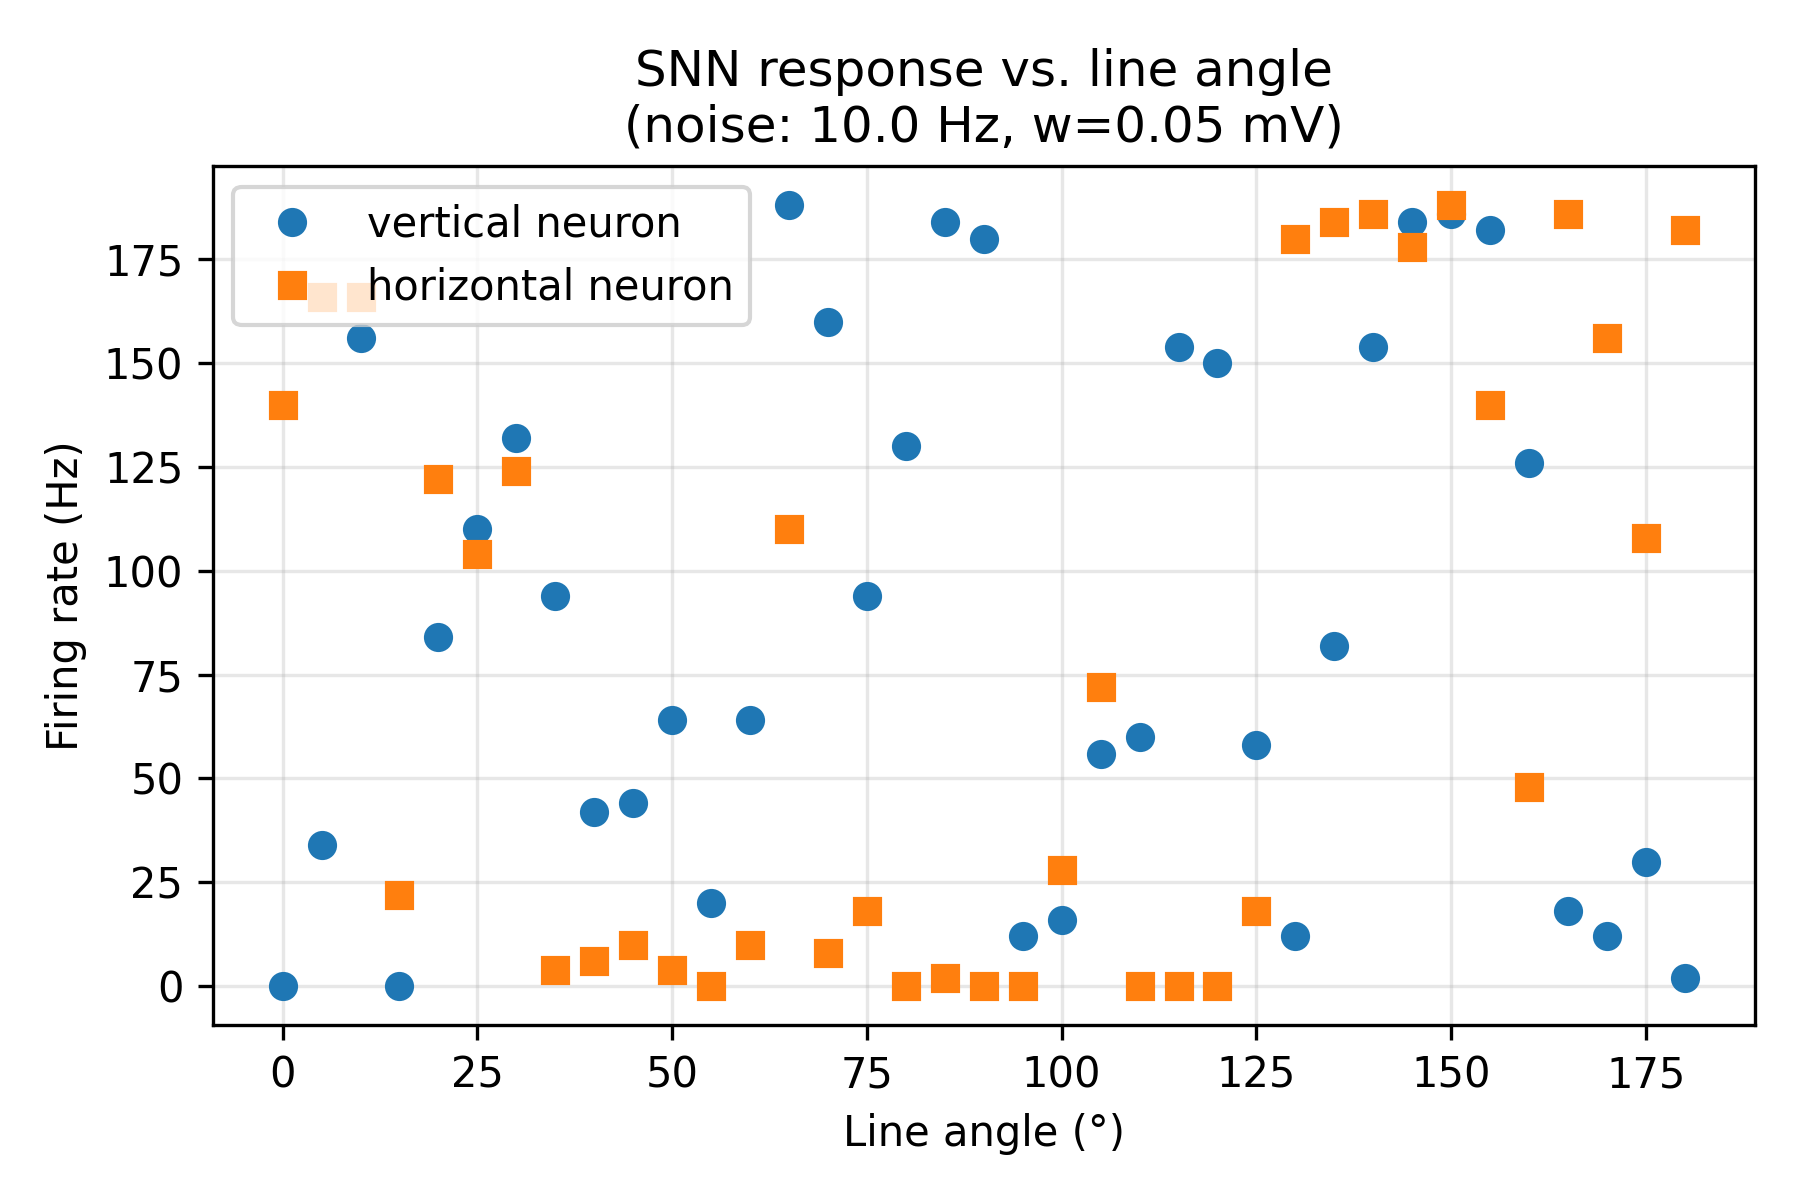 SNN response vs. line angle
(noise: 10.0 Hz, w=0.05 mV)
vertical neuron
horizontal neuron
Firing rate (Hz)
175
150
125
100
75
50
25
0
0 25 50 75 100 125 150 175
Line angle (°)